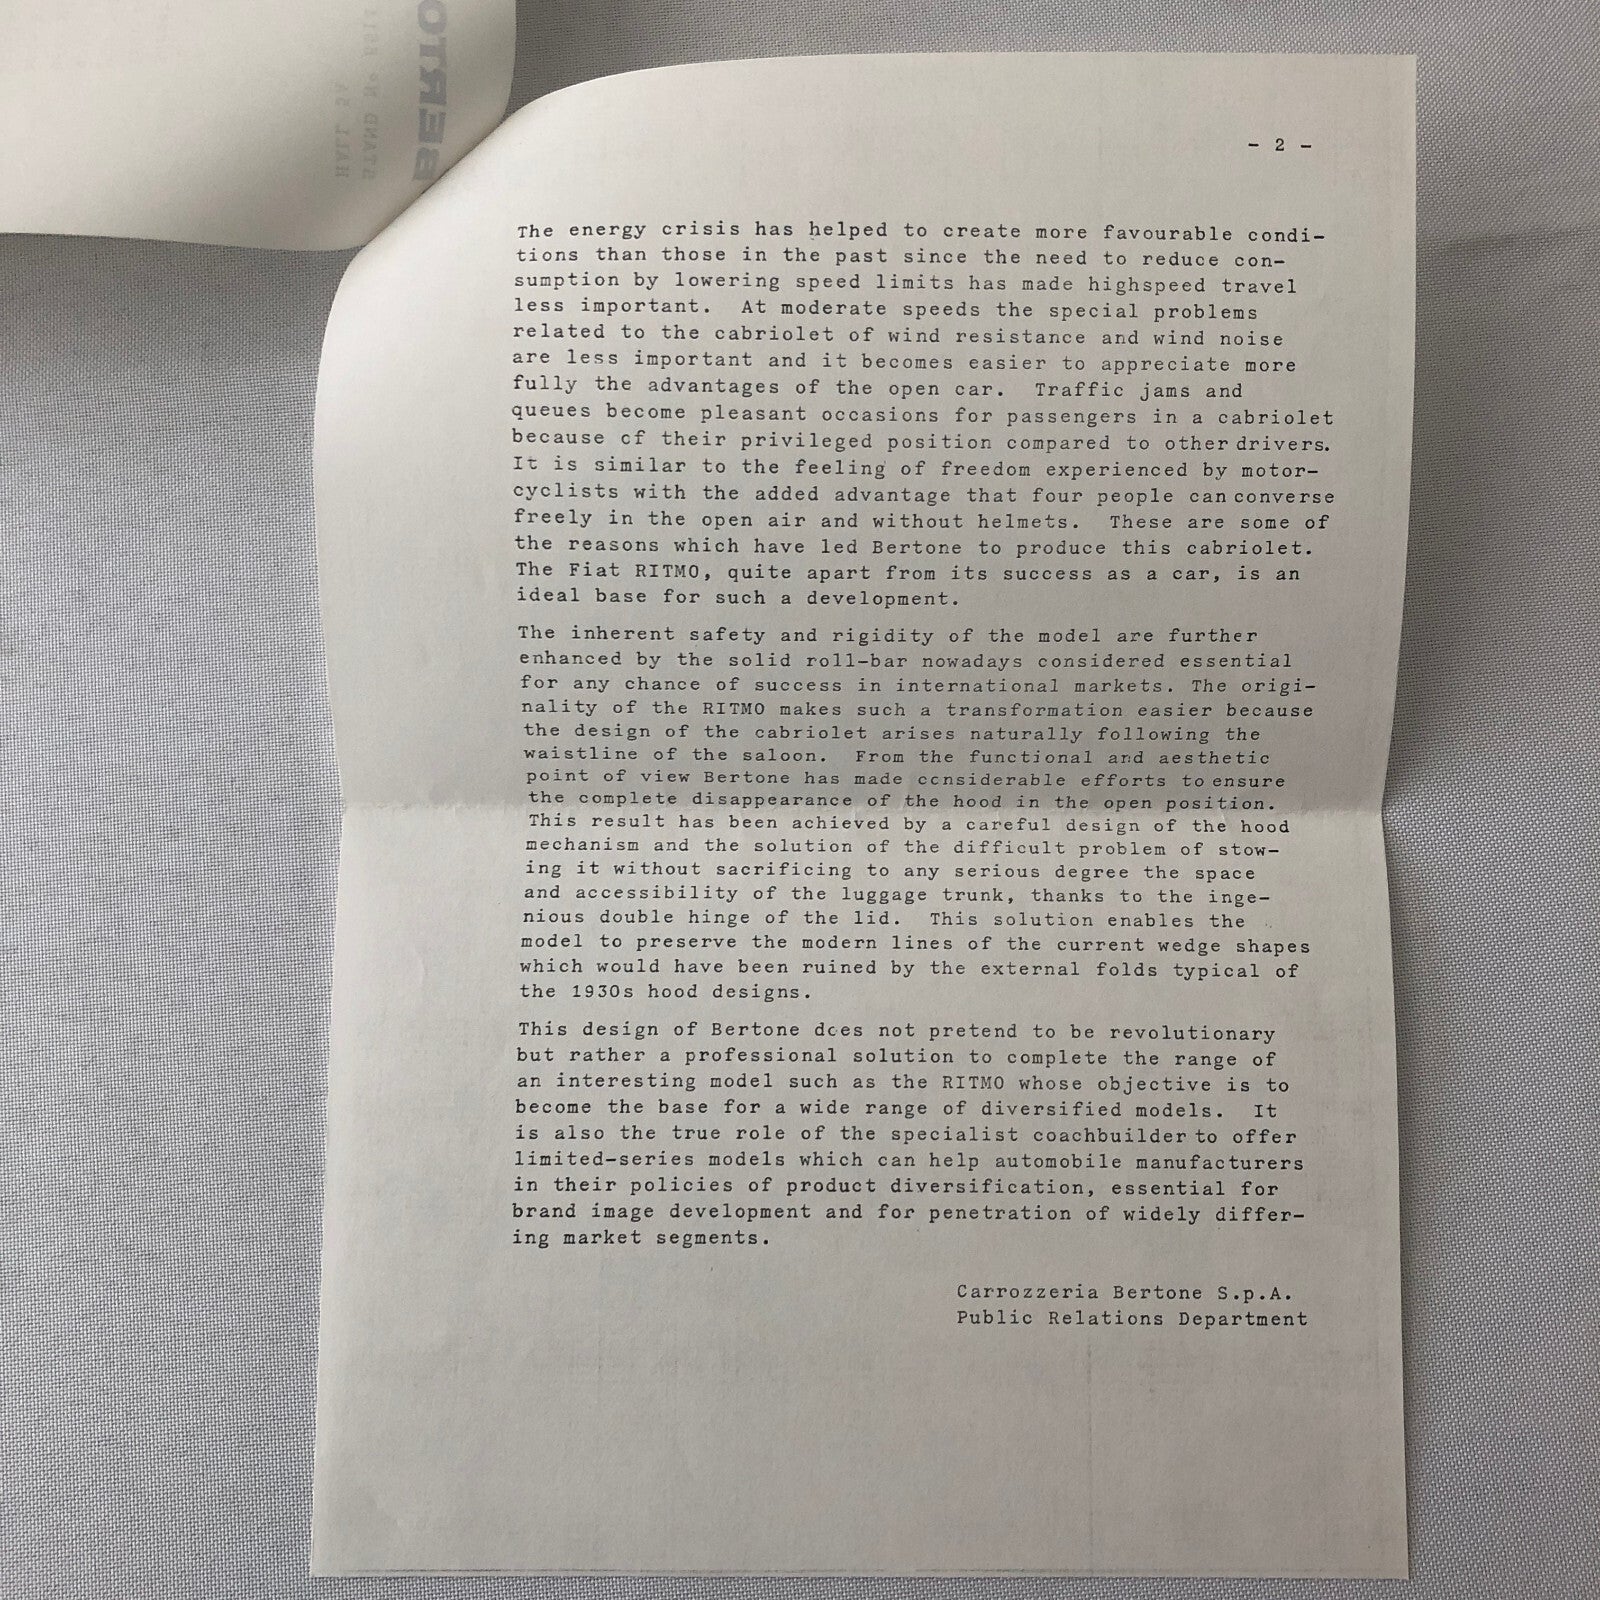 - 2 -
The energy crisis has helped to create more favourable condi-
tions than those in the past since the need to reduce con-
sumption by lowering speed limits has made highspeed travel
less important.  At moderate speeds the special problems
related to the cabriolet of wind resistance and wind noise
are less important and it becomes easier to appreciate more
fully the advantages of the open car.  Traffic jams and
queues become pleasant occasions for passengers in a cabriolet
because of their privileged position compared to other drivers.
It is similar to the feeling of freedom experienced by motor-
cyclists with the added advantage that four people can converse
freely in the open air and without helmets.  These are some of
the reasons which have led Bertone to produce this cabriolet.
The Fiat RITMO, quite apart from its success as a car, is an
ideal base for such a development.
The inherent safety and rigidity of the model are further
enhanced by the solid roll-bar nowadays considered essential
for any chance of success in international markets. The origi-
nality of the RITMO makes such a transformation easier because
the design of the cabriolet arises naturally following the
waistline of the saloon.  From the functional and aesthetic
point of view Bertone has made considerable efforts to ensure
the complete disappearance of the hood in the open position.
This result has been achieved by a careful design of the hood
mechanism and the solution of the difficult problem of stow-
ing it without sacrificing to any serious degree the space
and accessibility of the luggage trunk, thanks to the inge-
nious double hinge of the lid.  This solution enables the
model to preserve the modern lines of the current wedge shapes
which would have been ruined by the external folds typical of
the 1930s hood designs.
This design of Bertone does not pretend to be revolutionary
but rather a professional solution to complete the range of
an interesting model such as the RITMO whose objective is to
become the base for a wide range of diversified models.  It
is also the true role of the specialist coachbuilder to offer
limited-series models which can help automobile manufacturers
in their policies of product diversification, essential for
brand image development and for penetration of widely differ-
ing market segments.
Carrozzeria Bertone S.p.A.
Public Relations Department
BERTO
STAND No
HALL 5A